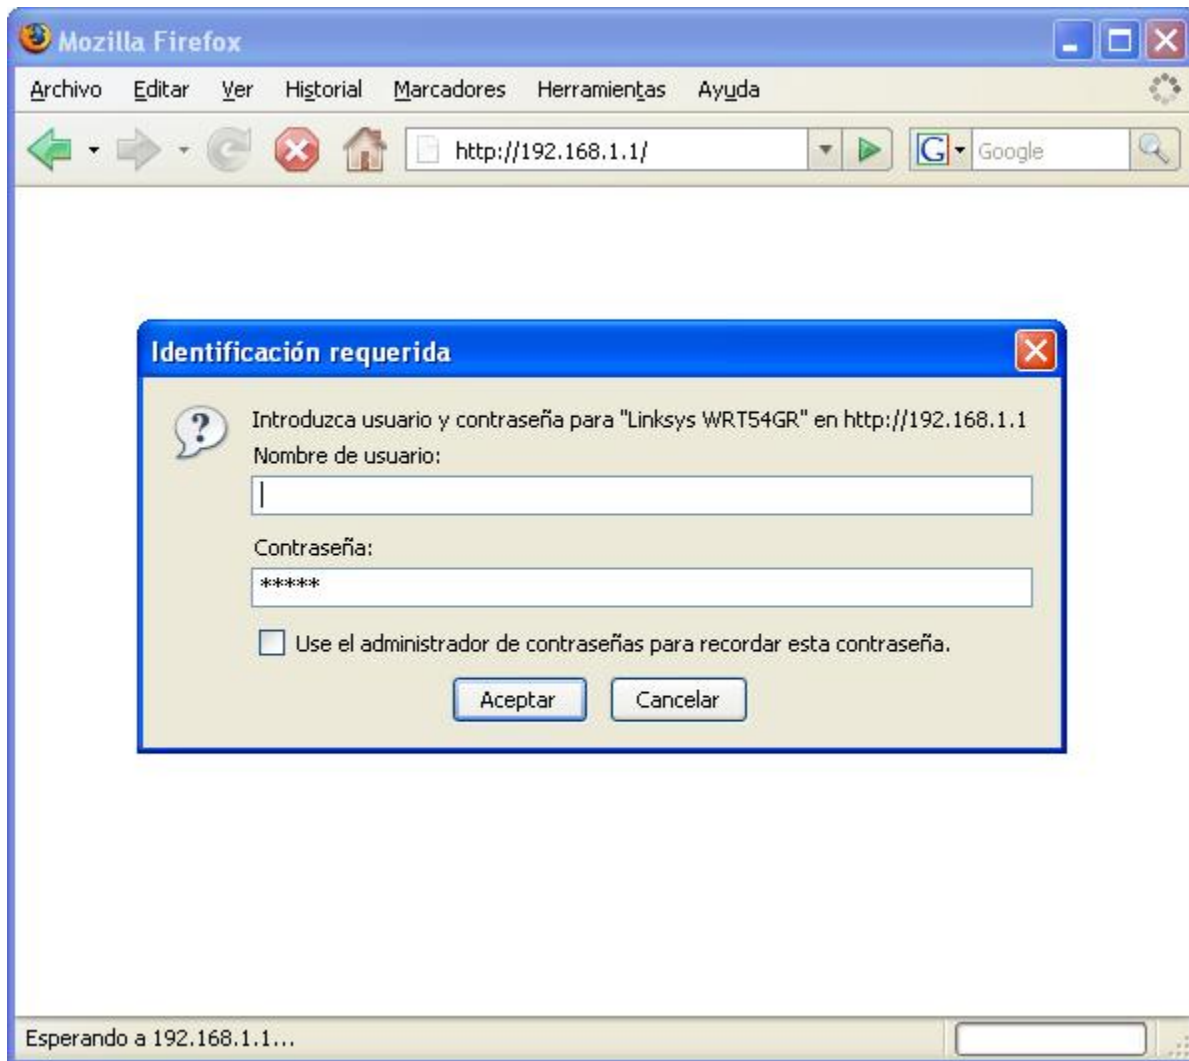 Mozilla Firefox
Archivo Editar Ver Historial Marcadores Herramientas Ayuda
http://192.168.1.1/ G Google
Identificación requerida
?
Introduzca usuario y contraseña para "Linksys WRT54GR" en http://192.168.1.1
Nombre de usuario:
Contraseña:
*****
Use el administrador de contraseñas para recordar esta contraseña.
Aceptar Cancelar
Esperando a 192.168.1.1...